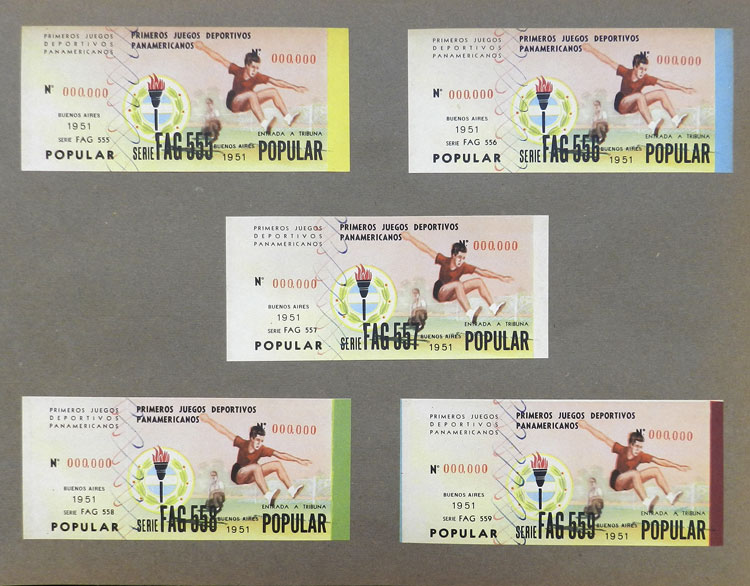 PRIMEROS JUEGOS
DEPORTIVOS
PANAMERICANOS
Nº 000.000
BUENOS AIRES
1951
SERIE FAG 555
POPULAR
PRIMEROS JUEGOS DEPORTIVOS
PANAMERICANOS
Nº 000.000
ENTRADA A TRIBUNA
SERIE FAG 555 BUENOS AIRES 1951 POPULAR
PRIMEROS JUEGOS
DEPORTIVOS
PANAMERICANOS
Nº 000.000
BUENOS AIRES
1951
SERIE FAG 556
POPULAR
PRIMEROS JUEGOS DEPORTIVOS
PANAMERICANOS
Nº 000.000
ENTRADA A TRIBUNA
SERIE FAG 556 BUENOS AIRES 1951 POPULAR
PRIMEROS JUEGOS
DEPORTIVOS
PANAMERICANOS
Nº 000.000
BUENOS AIRES
1951
SERIE FAG 557
POPULAR
PRIMEROS JUEGOS DEPORTIVOS
PANAMERICANOS
Nº 000.000
ENTRADA A TRIBUNA
SERIE FAG 557 BUENOS AIRES 1951 POPULAR
PRIMEROS JUEGOS
DEPORTIVOS
PANAMERICANOS
Nº 000.000
BUENOS AIRES
1951
SERIE FAG 558
POPULAR
PRIMEROS JUEGOS DEPORTIVOS
PANAMERICANOS
Nº 000.000
ENTRADA A TRIBUNA
SERIE FAG 558 BUENOS AIRES 1951 POPULAR
PRIMEROS JUEGOS
DEPORTIVOS
PANAMERICANOS
Nº 000.000
BUENOS AIRES
1951
SERIE FAG 559
POPULAR
PRIMEROS JUEGOS DEPORTIVOS
PANAMERICANOS
Nº 000.000
ENTRADA A TRIBUNA
SERIE FAG 559 BUENOS AIRES 1951 POPULAR